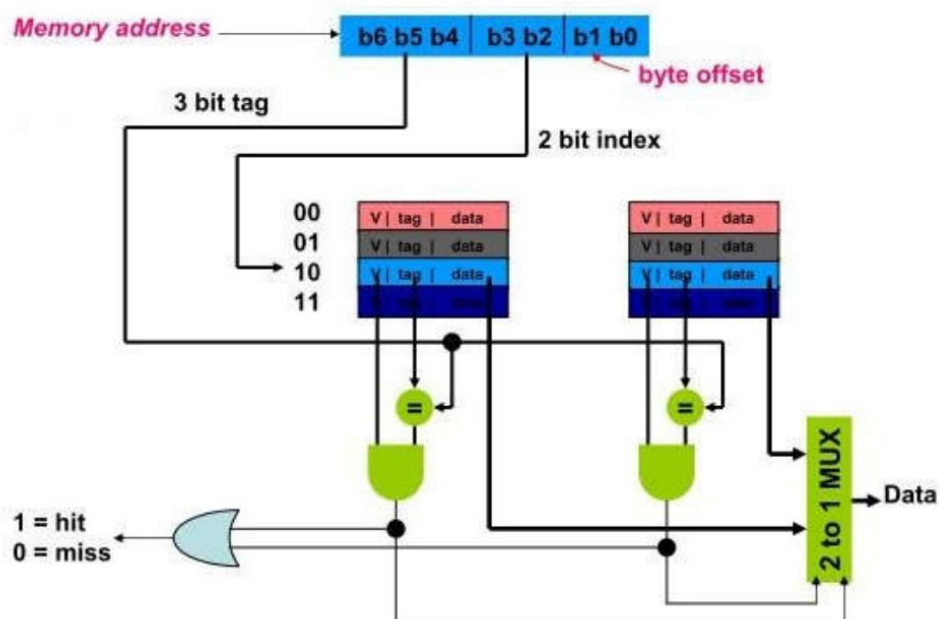 Memory address
b6 b5 b4 b3 b2 b1 b0
byte offset
3 bit tag
2 bit index
00
V | tag | data
V | tag | data
01
V | tag | data
V | tag | data
10
V | tag | data
V | tag | data
11
=
=
2 to 1 MUX
Data
1 = hit
0 = miss